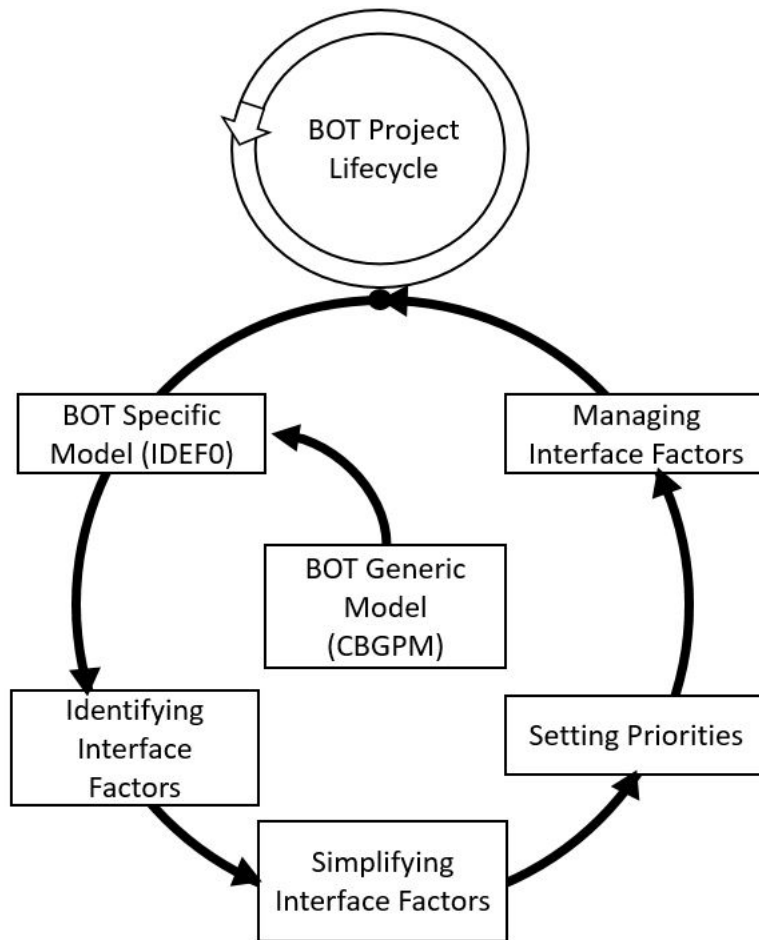 BOT Project
Lifecycle
BOT Specific
Model (IDEF0)
Managing
Interface Factors
BOT Generic
Model
(CBGPM)
Identifying
Interface
Factors
Setting Priorities
Simplifying
Interface Factors